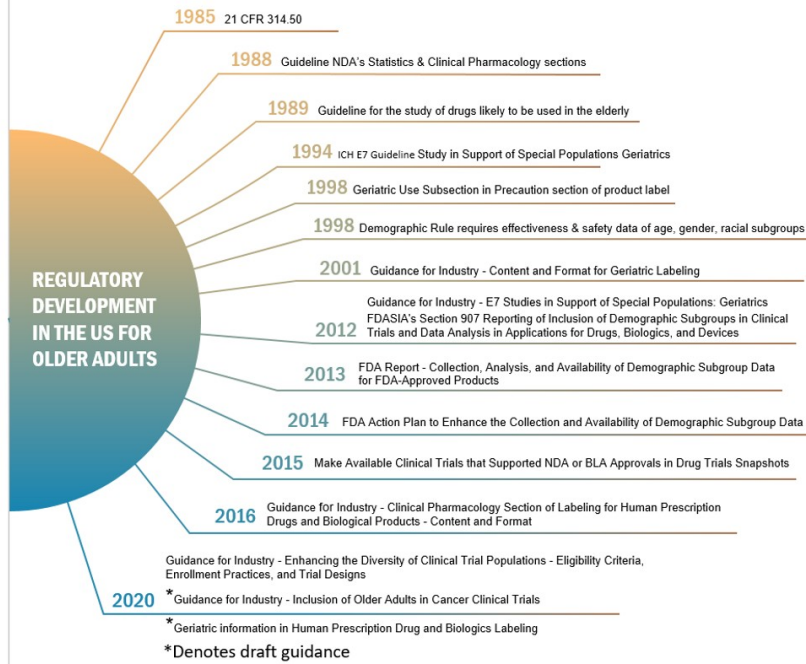 1985 21 CFR 314.50
1988 Guideline NDA's Statistics & Clinical Pharmacology sections
1989 Guideline for the study of drugs likely to be used in the elderly
1994 ICH E7 Guideline Study in Support of Special Populations Geriatrics
1998 Geriatric Use Subsection in Precaution section of product label
1998 Demographic Rule requires effectiveness & safety data of age, gender, racial subgroups
REGULATORY
DEVELOPMENT
IN THE US FOR
OLDER ADULTS
2001 Guidance for Industry - Content and Format for Geriatric Labeling
2012 Guidance for Industry - E7 Studies in Support of Special Populations: Geriatrics
FDASIA's Section 907 Reporting of Inclusion of Demographic Subgroups in Clinical
Trials and Data Analysis in Applications for Drugs, Biologics, and Devices
2013 FDA Report - Collection, Analysis, and Availability of Demographic Subgroup Data
for FDA-Approved Products
2014 FDA Action Plan to Enhance the Collection and Availability of Demographic Subgroup Data
2015 Make Available Clinical Trials that Supported NDA or BLA Approvals in Drug Trials Snapshots
2016 Guidance for Industry - Clinical Pharmacology Section of Labeling for Human Prescription
Drugs and Biological Products - Content and Format
Guidance for Industry - Enhancing the Diversity of Clinical Trial Populations - Eligibility Criteria,
Enrollment Practices, and Trial Designs
2020 *Guidance for Industry - Inclusion of Older Adults in Cancer Clinical Trials
*Geriatric information in Human Prescription Drug and Biologics Labeling
*Denotes draft guidance